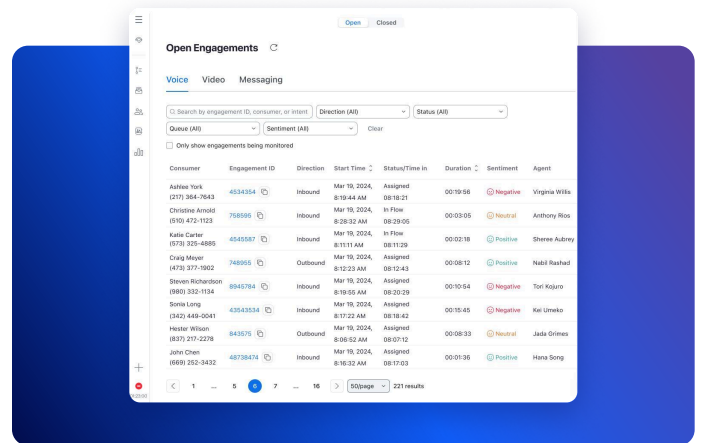 Open Closed
Open Engagements
Voice Video Messaging
Search by engagement ID, consumer, or intent Direction (All) Status (All)
Queue (All) Sentiment (All) Clear
Only show engagements being monitored
Consumer Engagement ID Direction Start Time Status/Time in Duration Sentiment Agent
Ashlee York Mar 19, 2024, Assigned
4534354 Inbound 00:19:56 Negative Virginia Willis
(217) 364-7643 8:19:44 AM 08:18:21
Christine Arnold Mar 19, 2024, In Flow
758595 Inbound 00:03:05 Neutral Anthony Rios
(510) 472-1123 8:28:32 AM 08:29:05
Katie Carter Mar 19, 2024, In Flow
4545587 Inbound 00:02:18 Positive Sheree Aubrey
(573) 325-4885 8:11:11 AM 08:11:29
Craig Meyer Mar 19, 2024, Assigned
748955 Outbound 00:08:12 Positive Nabil Rashad
(473) 377-1902 8:12:23 AM 08:12:43
Steven Richardson Mar 19, 2024, Assigned
8945784 Inbound 00:10:54 Negative Tori Kojuro
(980) 332-1134 8:19:55 AM 08:20:29
Sonia Long Mar 19, 2024, Assigned
43543534 Inbound 00:15:45 Negative Kei Umeko
(342) 449-0041 8:17:22 AM 08:18:42
Hester Wilson Mar 19, 2024, Assigned
843575 Outbound 00:08:33 Neutral Jada Grimes
(837) 217-2278 8:06:52 AM 08:07:12
John Chen Mar 19, 2024, Assigned
48738474 Inbound 00:01:36 Positive Hana Song
(669) 252-3432 8:16:32 AM 08:17:03
1 ... 5 6 7 ... 16 50/page 221 results